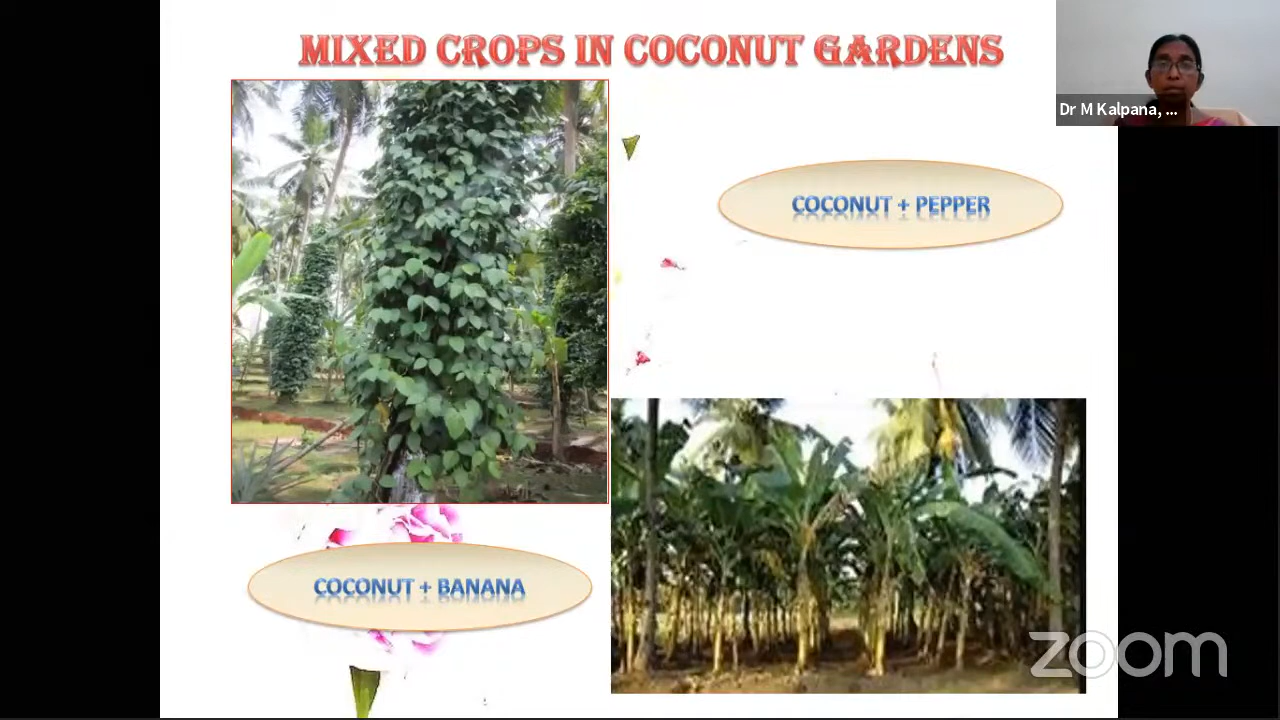 MIXED CROPS IN COCONUT GARDENS
Dr M Kalpana, ...
COCONUT + PEPPER
COCONUT + BANANA
zoom